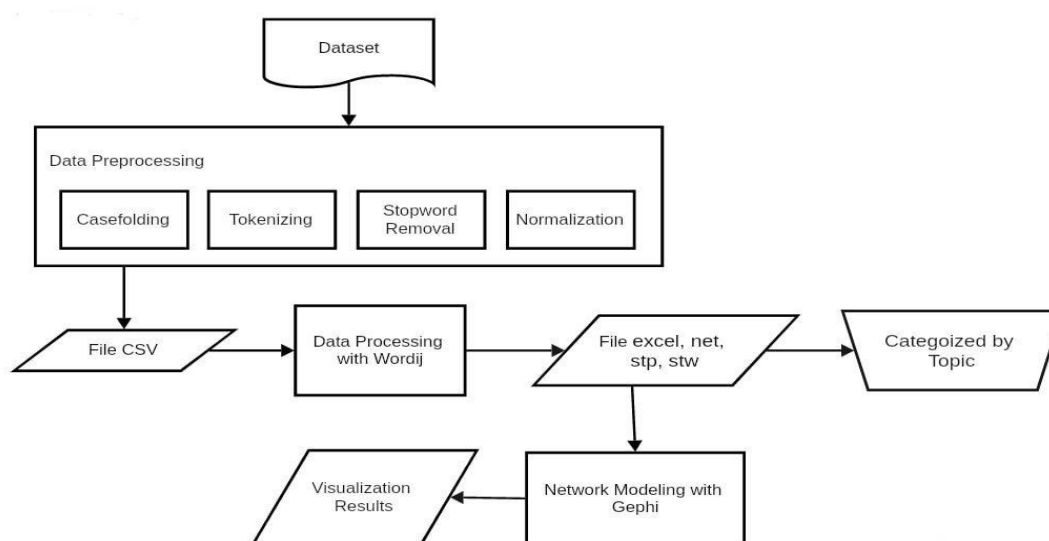 Dataset
Data Preprocessing
Casefolding
Tokenizing
Stopword
Removal
Normalization
File CSV
Data Processing
with Wordij
File excel, net,
stp, stw
Categoized by
Topic
Visualization
Results
Network Modeling with
Gephi